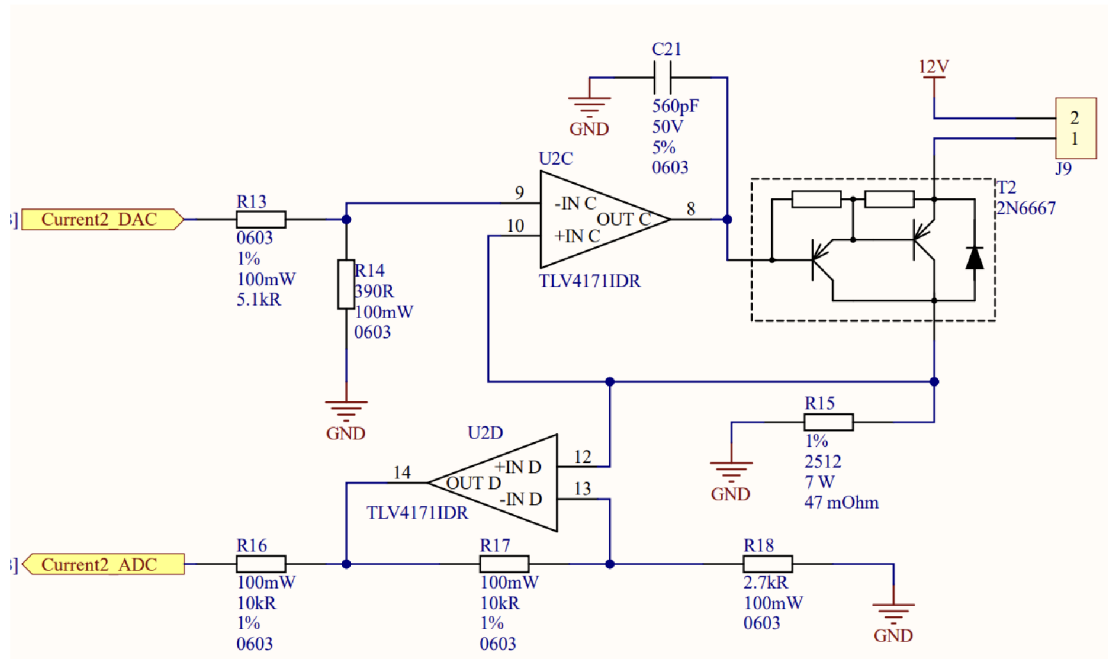 C21
560pF
50V
5%
0603
GND
12V
2
1
J9
U2C
9
-IN C
OUT C
8
10
+IN C
TLV4171IDR
T2
2N6667
3]
Current2_DAC
R13
0603
1%
100mW
5.1kR
R14
390R
100mW
0603
GND
R15
1%
2512
7 W
47 mOhm
GND
U2D
12
+IN D
14
OUT D
13
-IN D
TLV4171IDR
3]
Current2_ADC
R16
100mW
10kR
1%
0603
R17
100mW
10kR
1%
0603
R18
2.7kR
100mW
0603
GND